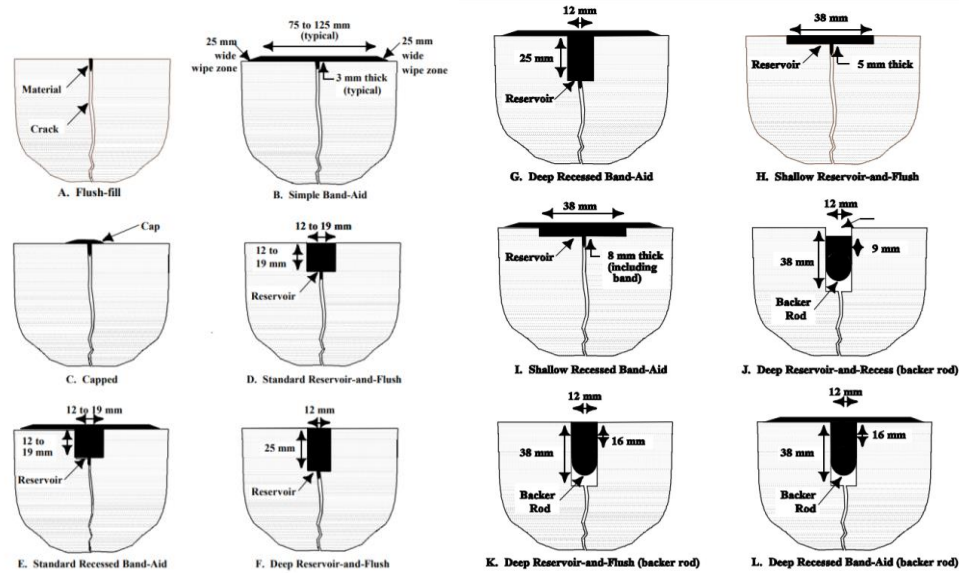 Material
Crack
A. Flush-fill
75 to 125 mm
(typical)
25 mm
wide
wipe zone
25 mm
wide
wipe zone
3 mm thick
(typical)
B. Simple Band-Aid
Cap
C. Capped
12 to 19 mm
12 to
19 mm
Reservoir
D. Standard Reservoir-and-Flush
12 to 19 mm
12 to
19 mm
Reservoir
E. Standard Recessed Band-Aid
12 mm
25 mm
Reservoir
F. Deep Reservoir-and-Flush
12 mm
25 mm
Reservoir
G. Deep Recessed Band-Aid
38 mm
Reservoir
5 mm thick
H. Shallow Reservoir-and-Flush
38 mm
Reservoir
8 mm thick
(including
band)
I. Shallow Recessed Band-Aid
12 mm
9 mm
38 mm
Backer
Rod
J. Deep Reservoir-and-Recess (backer rod)
12 mm
16 mm
38 mm
Backer
Rod
K. Deep Reservoir-and-Flush (backer rod)
12 mm
16 mm
38 mm
Backer
Rod
L. Deep Recessed Band-Aid (backer rod)